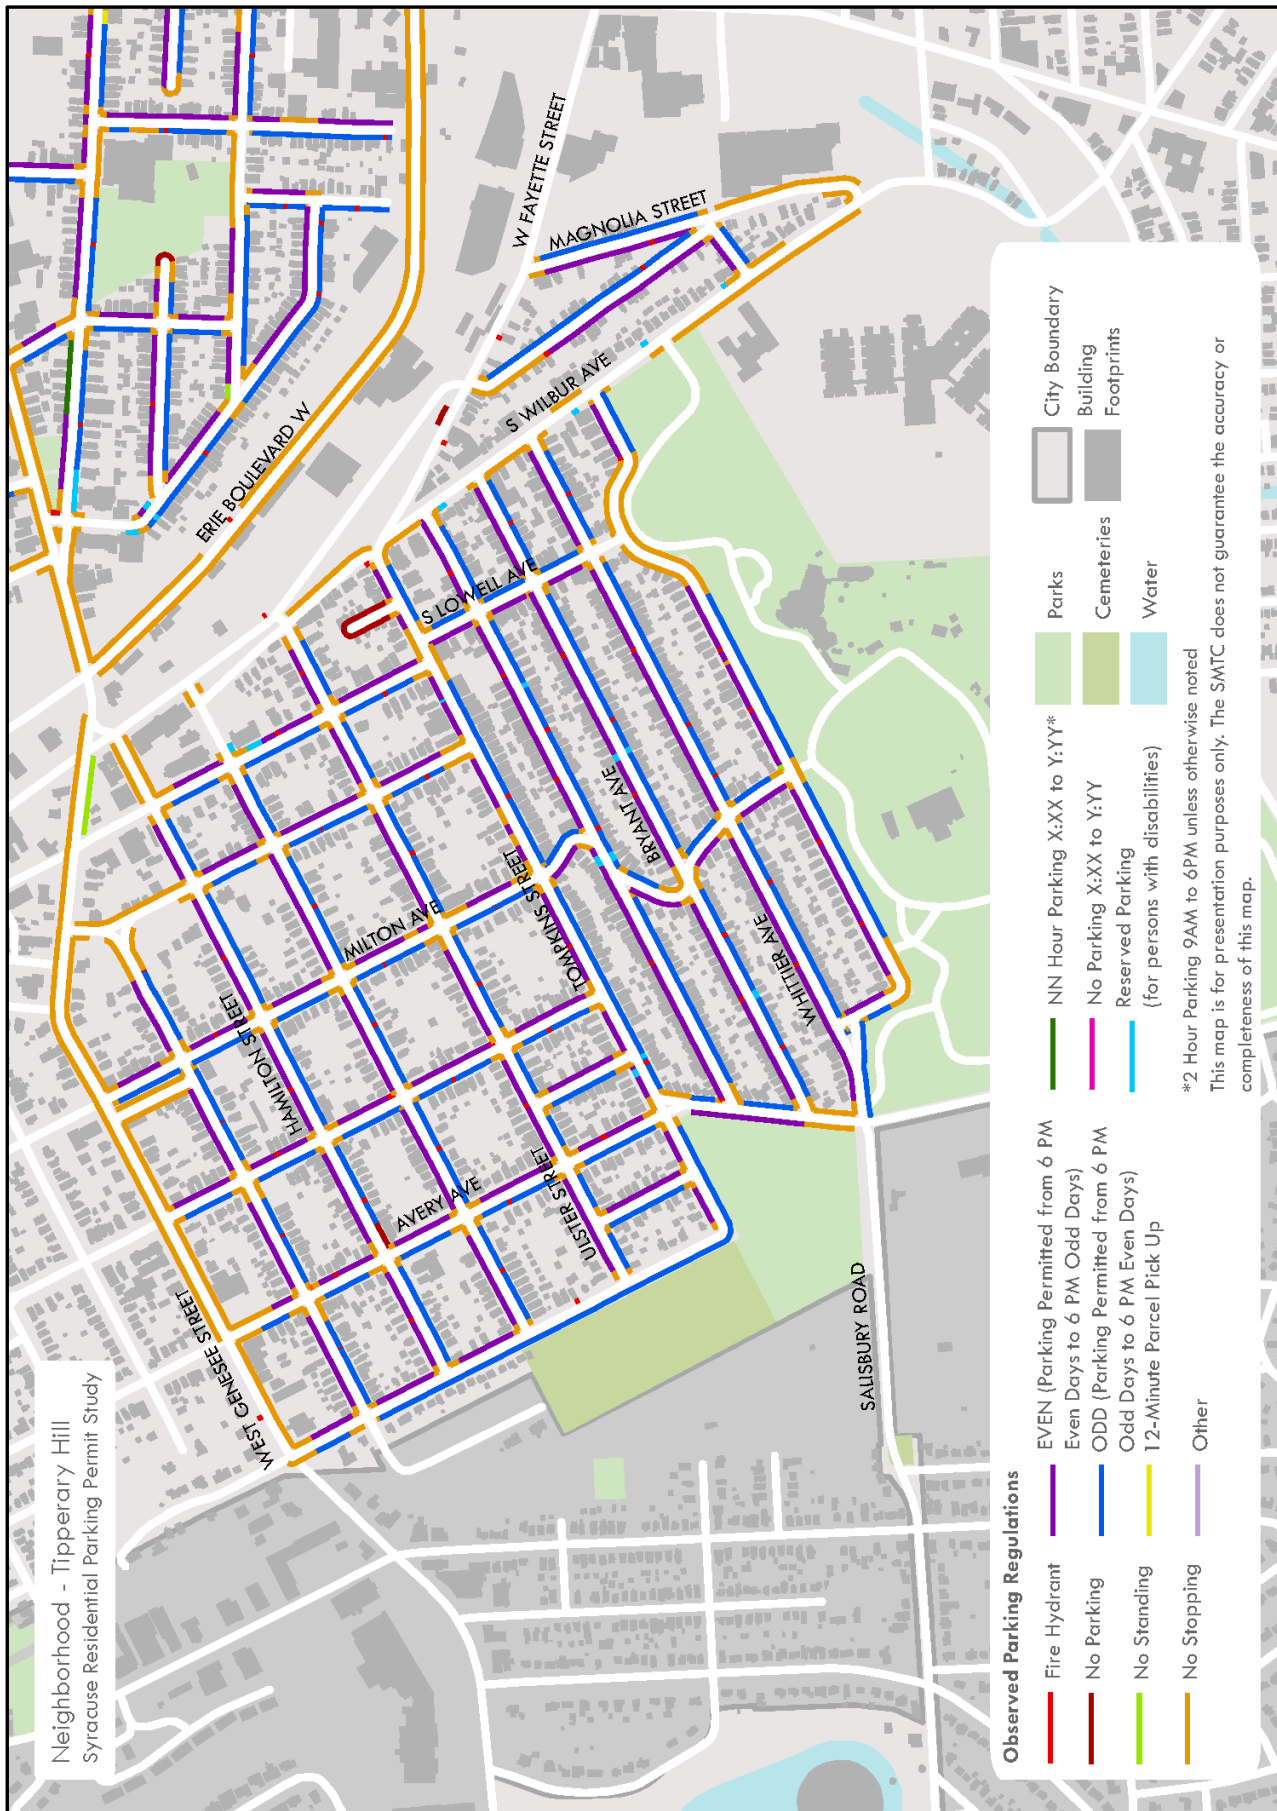 Neighborhood - Tipperary Hill
Syracuse Residential Parking Permit Study
WEST GENESEE STREET
HAMILTON STREET
AVERY AVE
ULSTER STREET
MILTON AVE
TOMPKINS STREET
BRYANT AVE
WHITTIER AVE
S LOWELL AVE
S WILBUR AVE
ERIE BOULEVARD W
W FAYETTE STREET
MAGNOLIA STREET
SALISBURY ROAD
Observed Parking Regulations
Fire Hydrant
No Parking
No Standing
No Stopping
EVEN (Parking Permitted from 6 PM
Even Days to 6 PM Odd Days)
ODD (Parking Permitted from 6 PM
Odd Days to 6 PM Even Days)
12-Minute Parcel Pick Up
Other
NN Hour Parking X:XX to Y:YY*
No Parking X:XX to Y:YY
Reserved Parking
(for persons with disabilities)
Parks
Cemeteries
Water
City Boundary
Building
Footprints
*2 Hour Parking 9AM to 6PM unless otherwise noted
This map is for presentation purposes only. The SMTC does not guarantee the accuracy or
completeness of this map.